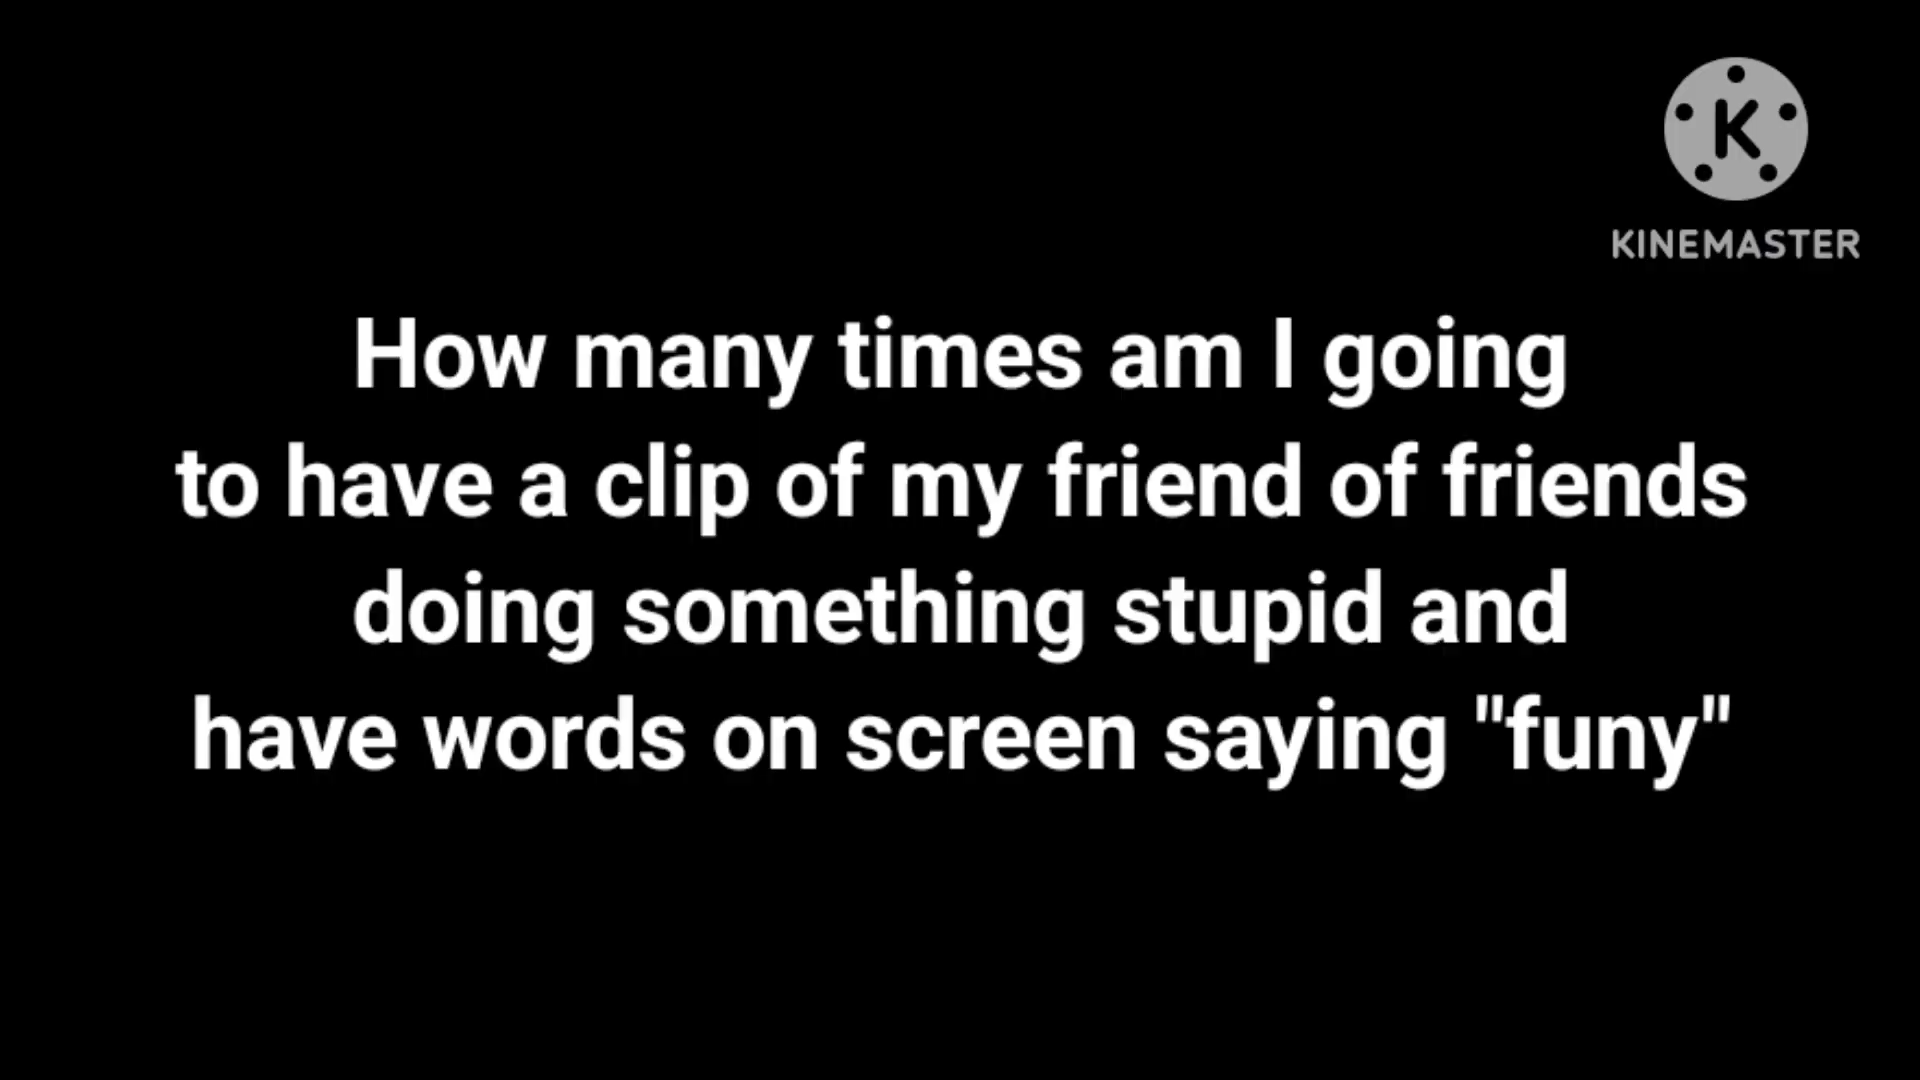 K
KINEMASTER
How many times am I going
to have a clip of my friend of friends
doing something stupid and
have words on screen saying "funy"